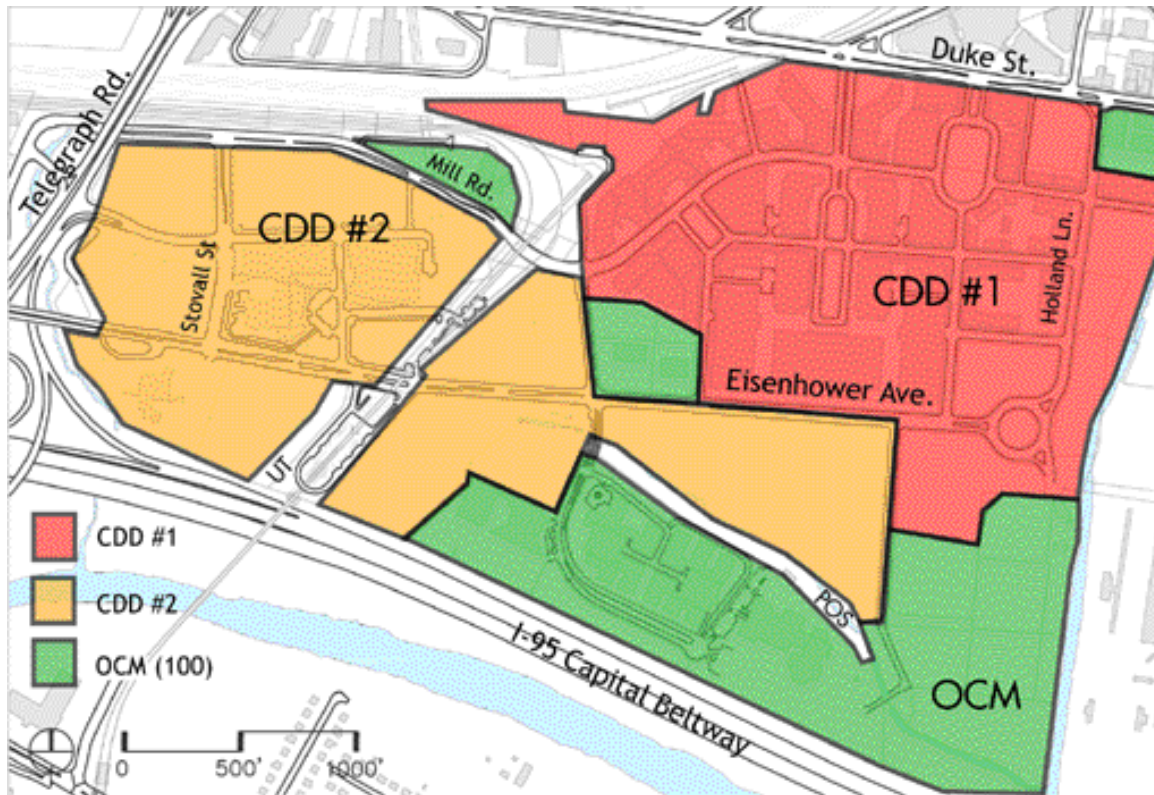 Duke St.
Telegraph Rd.
Mill Rd.
CDD #2
Stovall St
CDD #1
Holland Ln.
Eisenhower Ave.
UT
POS
CDD #1
CDD #2
OCM (100)
I-95 Capital Beltway
OCM
0 500' 1000'